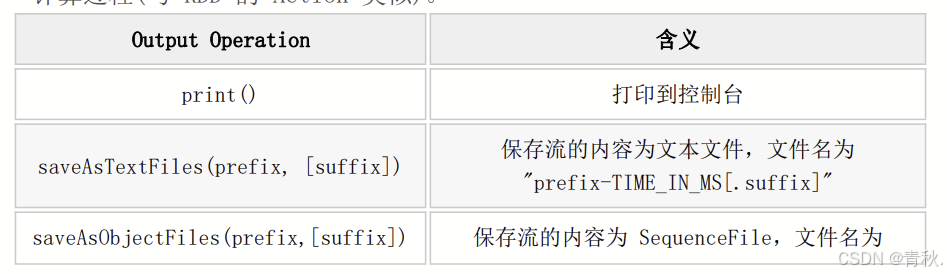 计算过程(与 RDD 的 Action 类似)。
Output Operation
含义
print()
打印到控制台
saveAsTextFiles(prefix, [suffix])
保存流的内容为文本文件，文件名为
"prefix-TIME_IN_MS[.suffix]"
saveAsObjectFiles(prefix,[suffix])
保存流的内容为 SequenceFile，文件名为
CSDN @青秋.